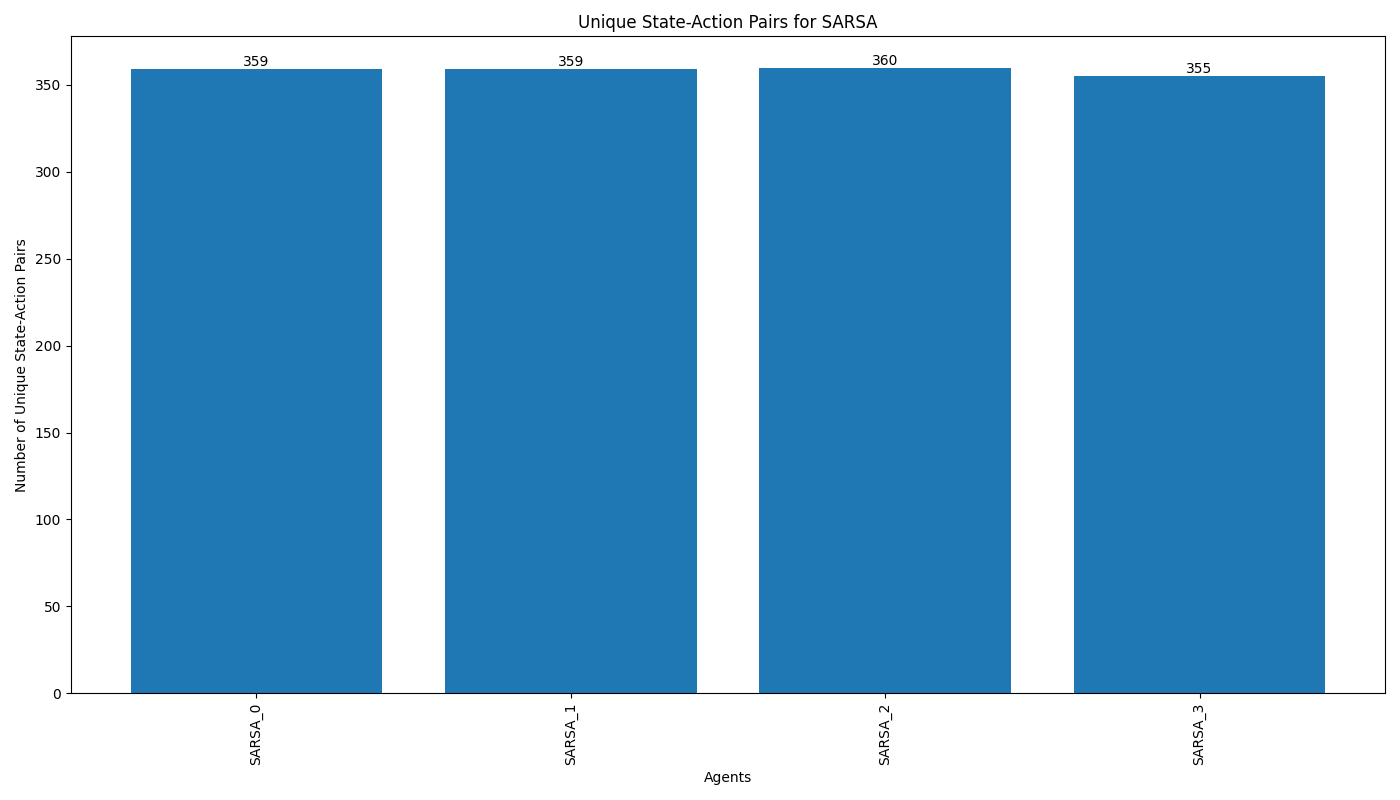 Unique State-Action Pairs for SARSA
359
359
360
355
350
300
250
200
150
100
50
0
Number of Unique State-Action Pairs
SARSA_0
SARSA_1
SARSA_2
SARSA_3
Agents